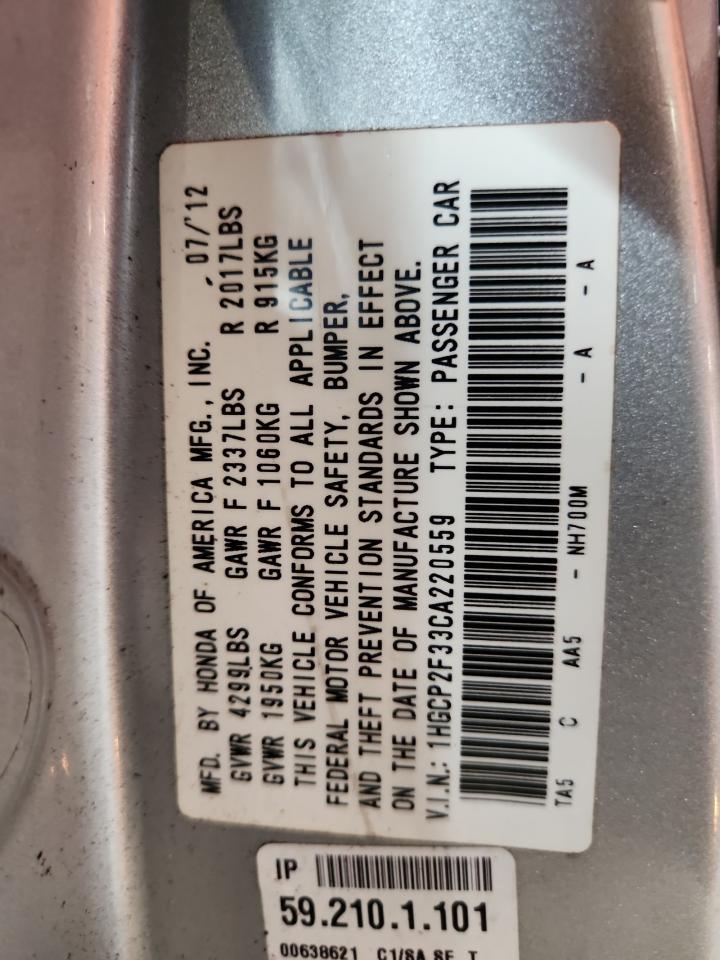 MFD. BY HONDA OF AMERICA MFG., INC. 07/'12
GVWR 4299LBS GAWR F 2337LBS R 2017LBS
GVWR 1950KG GAWR F 1060KG R 915KG
THIS VEHICLE CONFORMS TO ALL APPLICABLE
FEDERAL MOTOR VEHICLE SAFETY, BUMPER,
AND THEFT PREVENTION STANDARDS IN EFFECT
ON THE DATE OF MANUFACTURE SHOWN ABOVE.
V.I.N.: 1HGCP2F33CA220559 TYPE: PASSENGER CAR
TA5 C AA5 - NH700M - A - A
IP
59.210.1.101
00638621 C1/SA SE T